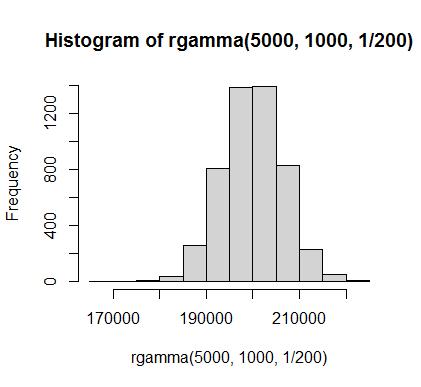 Histogram of rgamma(5000, 1000, 1/200)
Frequency
1200
800
400
0
170000 190000 210000
rgamma(5000, 1000, 1/200)